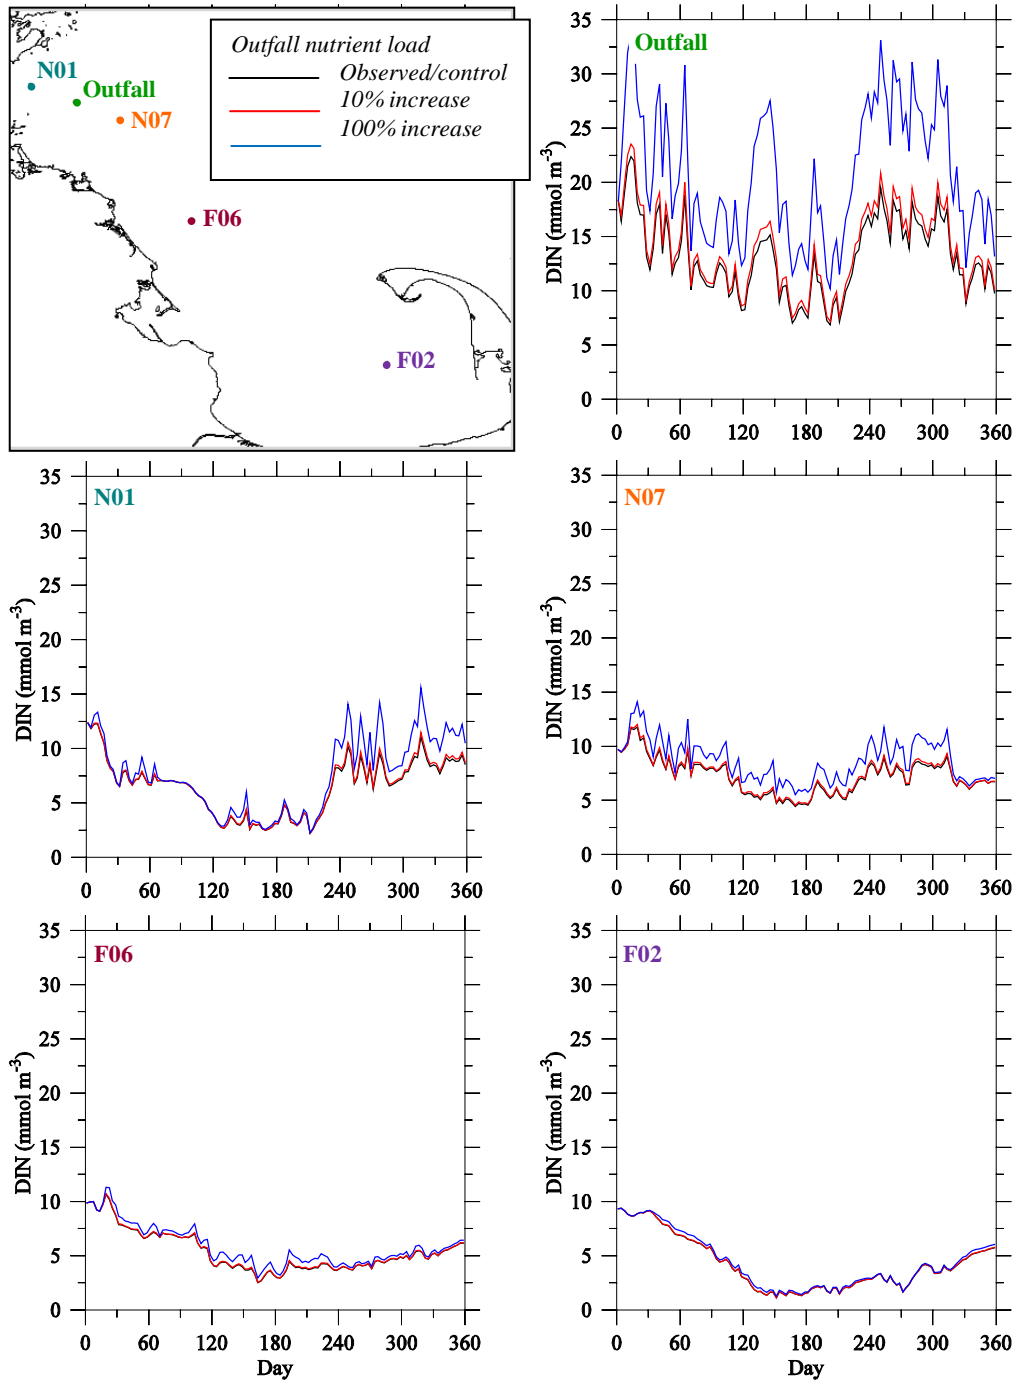 N01
Outfall
N07
F06
F02
Outfall nutrient load
Observed/control
10% increase
100% increase
Outfall
DIN (mmol m-3)
35
30
25
20
15
10
5
0
0 60 120 180 240 300 360
N01
DIN (mmol m-3)
35
30
25
20
15
10
5
0
0 60 120 180 240 300 360
N07
DIN (mmol m-3)
35
30
25
20
15
10
5
0
0 60 120 180 240 300 360
F06
DIN (mmol m-3)
35
30
25
20
15
10
5
0
0 60 120 180 240 300 360
Day
F02
DIN (mmol m-3)
35
30
25
20
15
10
5
0
0 60 120 180 240 300 360
Day